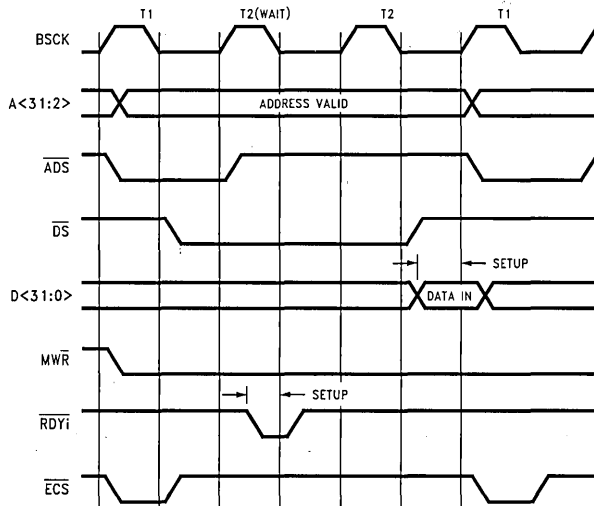 T1 T2(WAIT) T2 T1
BSCK
A<31:2> ADDRESS VALID
ADS
DS
SETUP
D<31:0> DATA IN
MWR
SETUP
RDYi
ECS